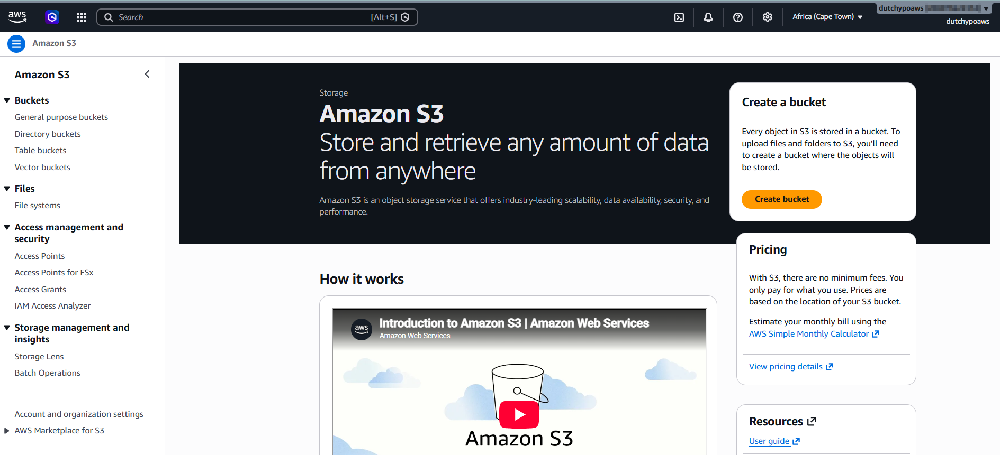 aws
Search
[Alt+S]
Africa (Cape Town)
dutchypoaws
dutchypoaws
Amazon S3
Amazon S3
Buckets
General purpose buckets
Directory buckets
Table buckets
Vector buckets
Files
File systems
Access management and
security
Access Points
Access Points for FSx
Access Grants
IAM Access Analyzer
Storage management and
insights
Storage Lens
Batch Operations
Account and organization settings
AWS Marketplace for S3
Storage
Amazon S3
Store and retrieve any amount of data
from anywhere
Amazon S3 is an object storage service that offers industry-leading scalability, data availability, security, and
performance.
Create a bucket
Every object in S3 is stored in a bucket. To
upload files and folders to S3, you'll need
to create a bucket where the objects will
be stored.
Create bucket
How it works
aws
Introduction to Amazon S3 | Amazon Web Services
Amazon Web Services
Amazon S3
Pricing
With S3, there are no minimum fees. You
only pay for what you use. Prices are
based on the location of your S3 bucket.
Estimate your monthly bill using the
AWS Simple Monthly Calculator
View pricing details
Resources
User guide